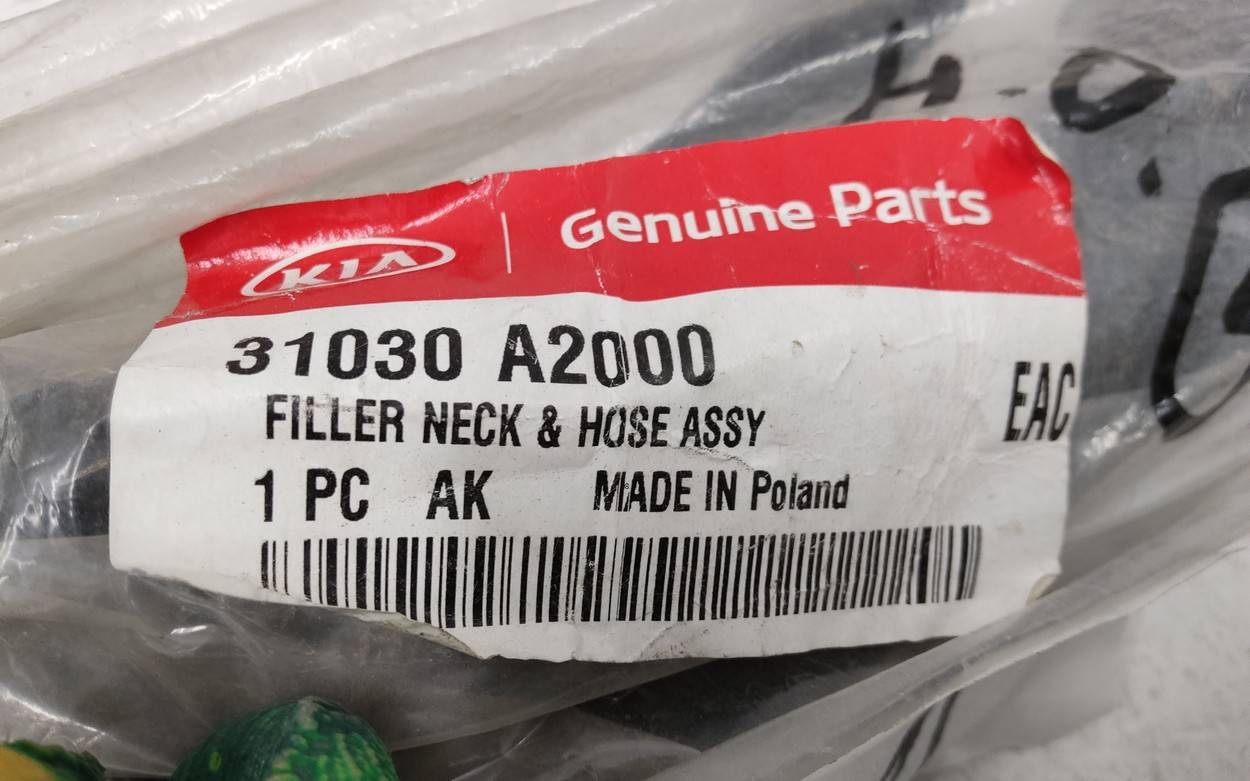 KIA Genuine Parts
31030 A2000
FILLER NECK & HOSE ASSY
EAC
1 PC AK MADE IN Poland